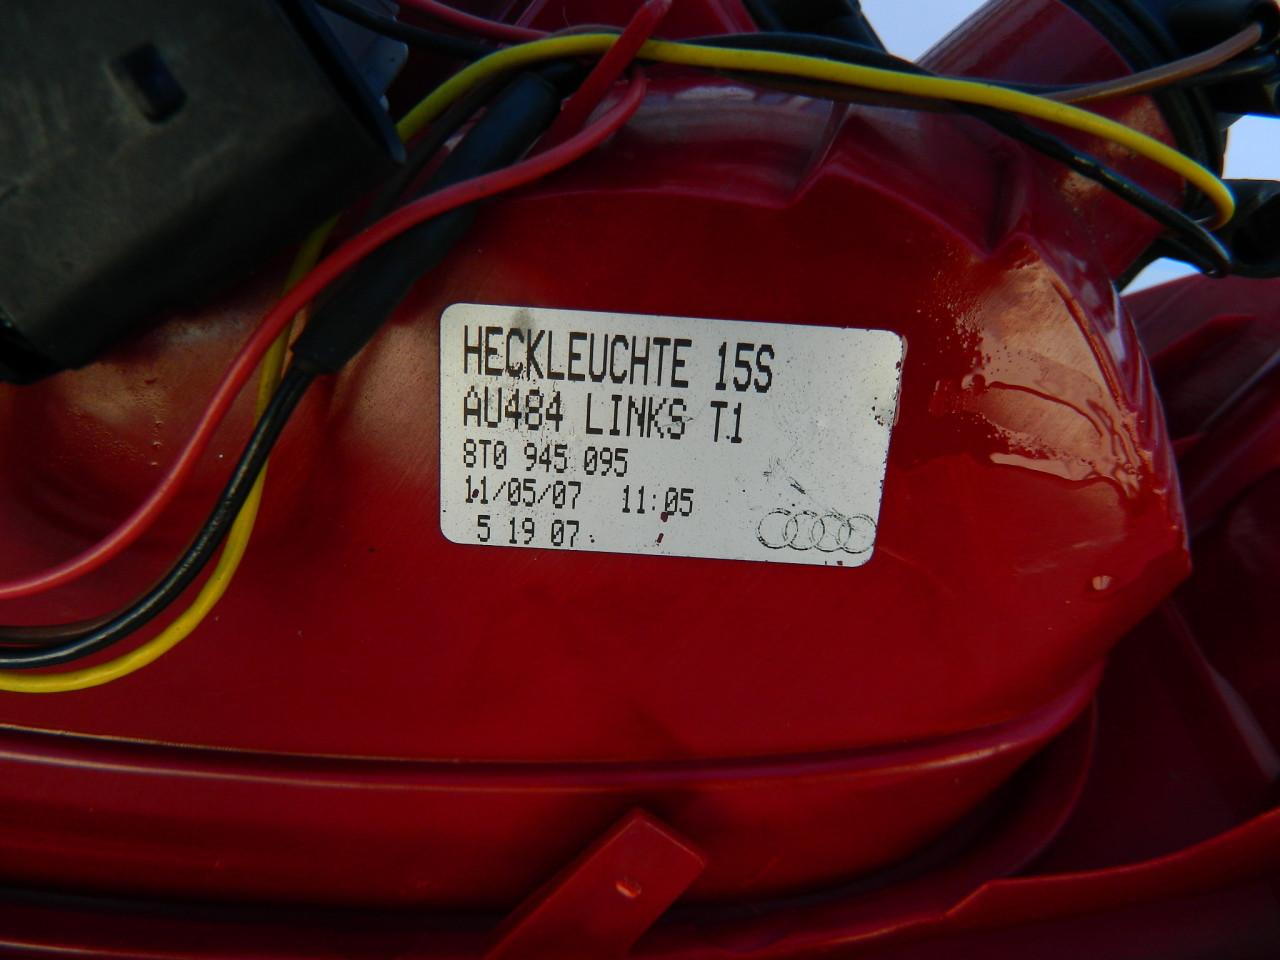 HECKLEUCHTE 15S
AU484 LINKS T1
8T0 945 095
11/05/07 11:05
5 19 07